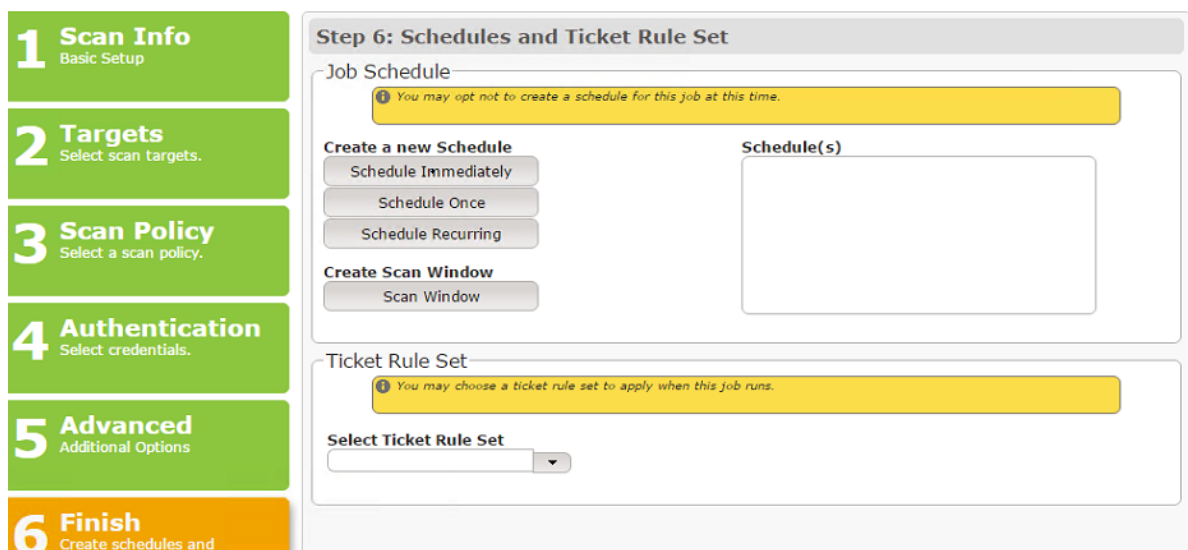 1 Scan Info
Basic Setup
2 Targets
Select scan targets.
3 Scan Policy
Select a scan policy.
4 Authentication
Select credentials.
5 Advanced
Additional Options
6 Finish
Create schedules and
Step 6: Schedules and Ticket Rule Set
Job Schedule
You may opt not to create a schedule for this job at this time.
Create a new Schedule
Schedule Immediately
Schedule Once
Schedule Recurring
Create Scan Window
Scan Window
Schedule(s)
Ticket Rule Set
You may choose a ticket rule set to apply when this job runs.
Select Ticket Rule Set